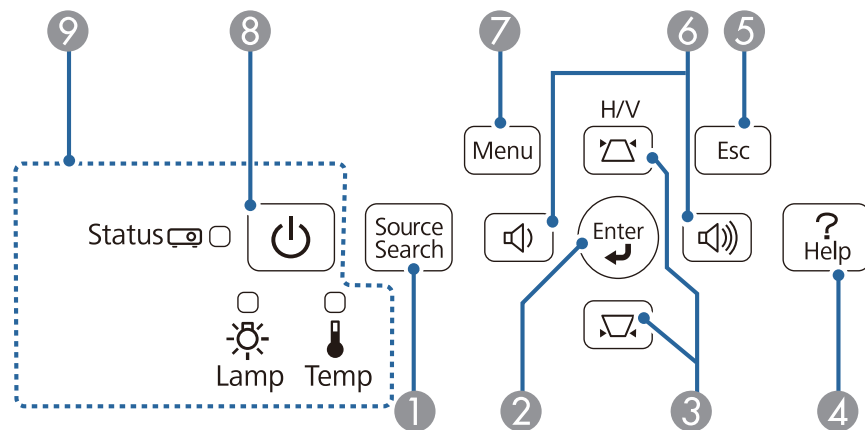 9
8
7
6
5
H/V
Menu
Esc
Status
Source
Search
Enter
?
Help
Lamp
Temp
1
2
3
4